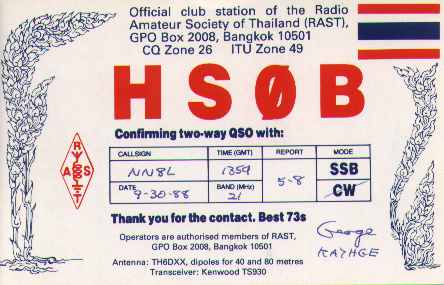 Official club station of the Radio
Amateur Society of Thailand (RAST),
GPO Box 2008, Bangkok 10501
CQ Zone 26 ITU Zone 49
HSØB
Confirming two-way QSO with:
CALLSIGN TIME (GMT) REPORT MODE
NN8L 1359 5-8 SSB
DATE BAND (MHz) CW
9-30-88 21
R
A S
T
Thank you for the contact. Best 73s
George
KA7HGE
Operators are authorised members of RAST,
GPO Box 2008, Bangkok 10501
Antenna: TH6DXX, dipoles for 40 and 80 metres
Transceiver: Kenwood TS930